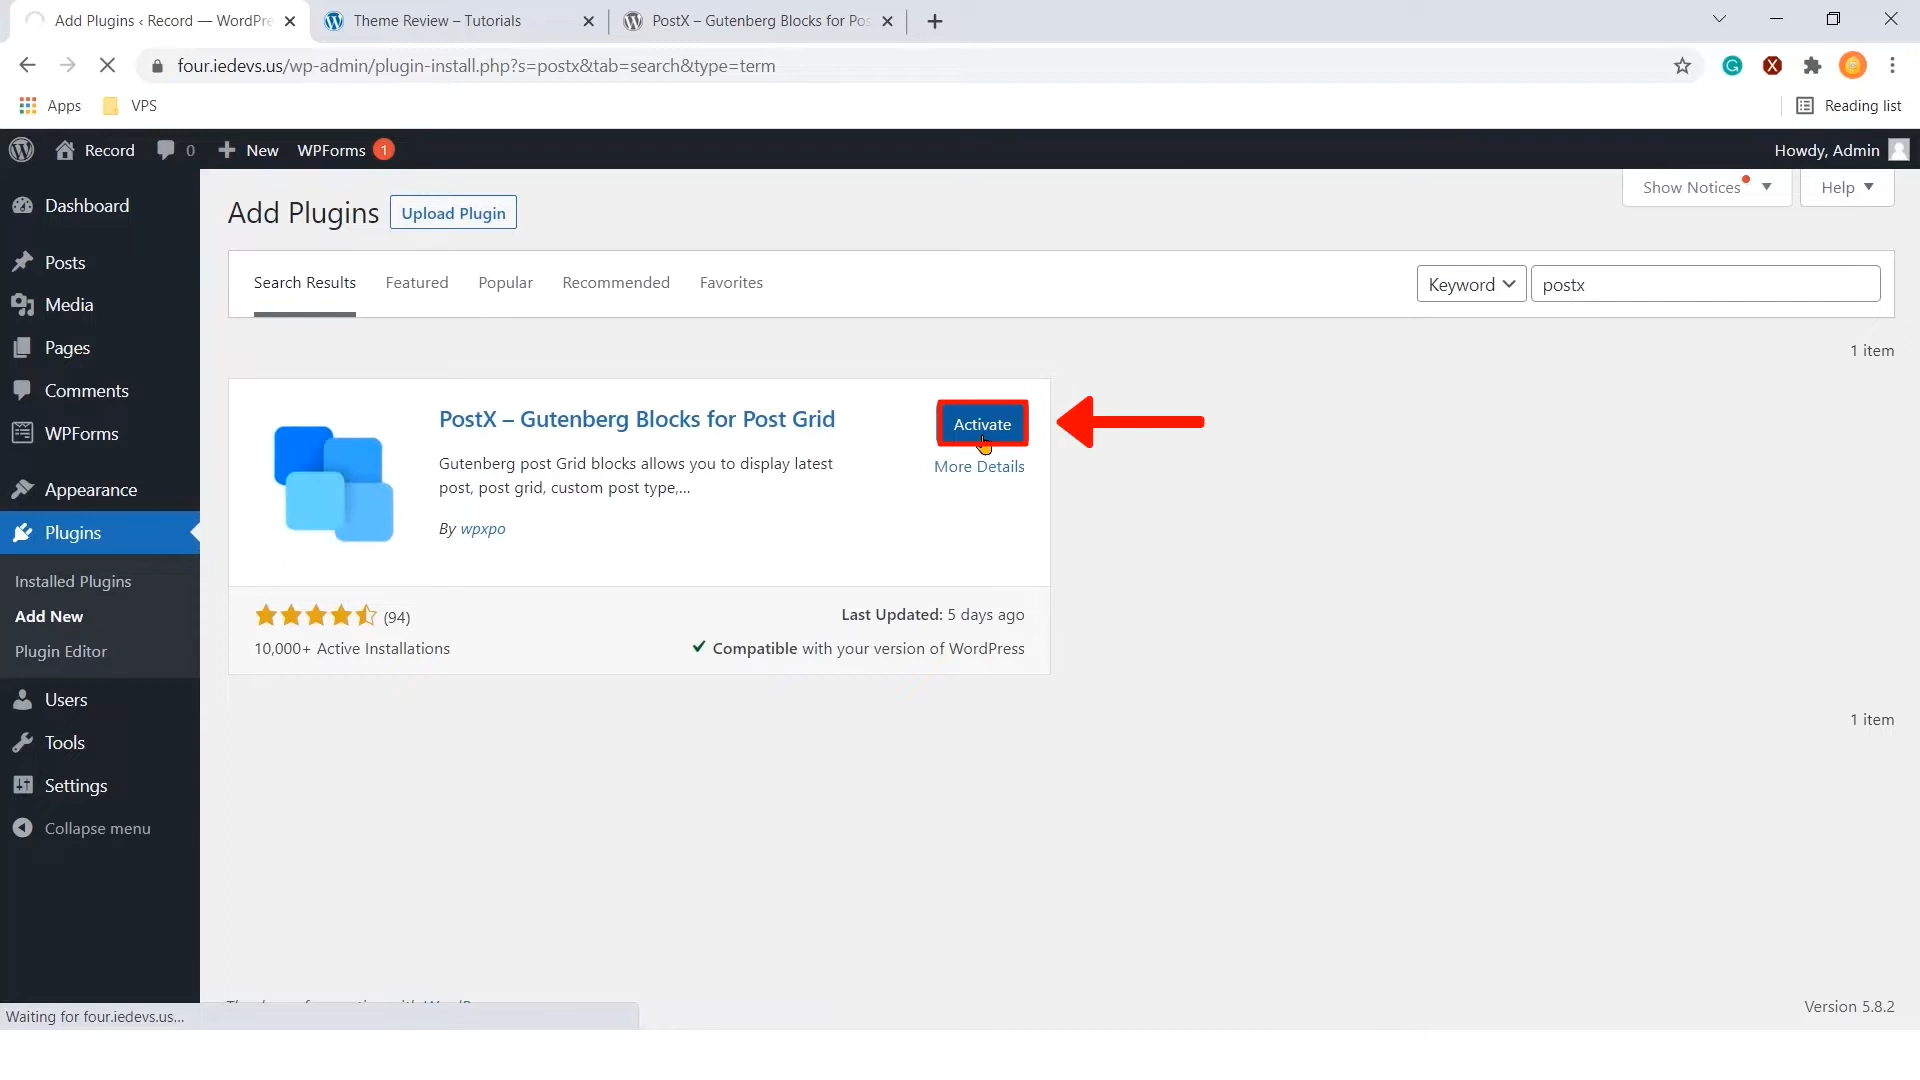 Add Plugins ‹ Record — WordPre
Theme Review – Tutorials
PostX – Gutenberg Blocks for Pos
four.iedevs.us/wp-admin/plugin-install.php?s=postx&tab=search&type=term
Apps
VPS
Reading list
Record
0
New
WPForms
1
Howdy, Admin
Dashboard
Posts
Media
Pages
Comments
WPForms
Appearance
Plugins
Installed Plugins
Add New
Plugin Editor
Users
Tools
Settings
Collapse menu
Show Notices
Help
Add Plugins
Upload Plugin
Search Results
Featured
Popular
Recommended
Favorites
Keyword
postx
1 item
PostX – Gutenberg Blocks for Post Grid
Activate
More Details
Gutenberg post Grid blocks allows you to display latest
post, post grid, custom post type,...
By wpxpo
(94)
Last Updated: 5 days ago
10,000+ Active Installations
Compatible with your version of WordPress
1 item
Version 5.8.2
Waiting for four.iedevs.us...